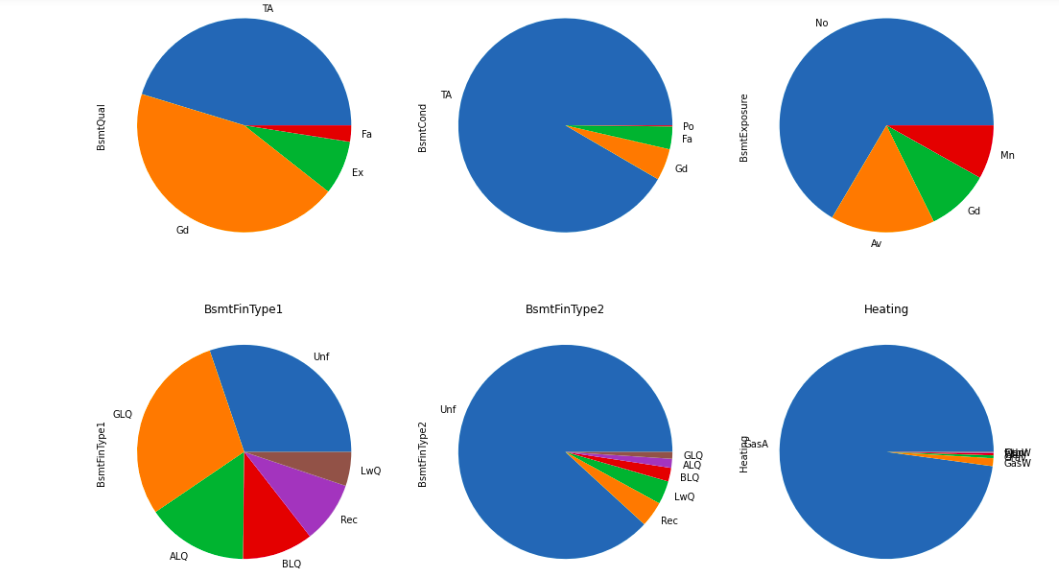 TA
BsmtQual
Fa
Ex
Gd
TA
BsmtCond
Po
Fa
Gd
No
BsmtExposure
Mn
Gd
Av
BsmtFinType1
Unf
GLQ
BsmtFinType1
LwQ
Rec
ALQ
BLQ
BsmtFinType2
Unf
BsmtFinType2
GLQ
ALQ
BLQ
LwQ
Rec
Heating
GasA
Heating
GasW